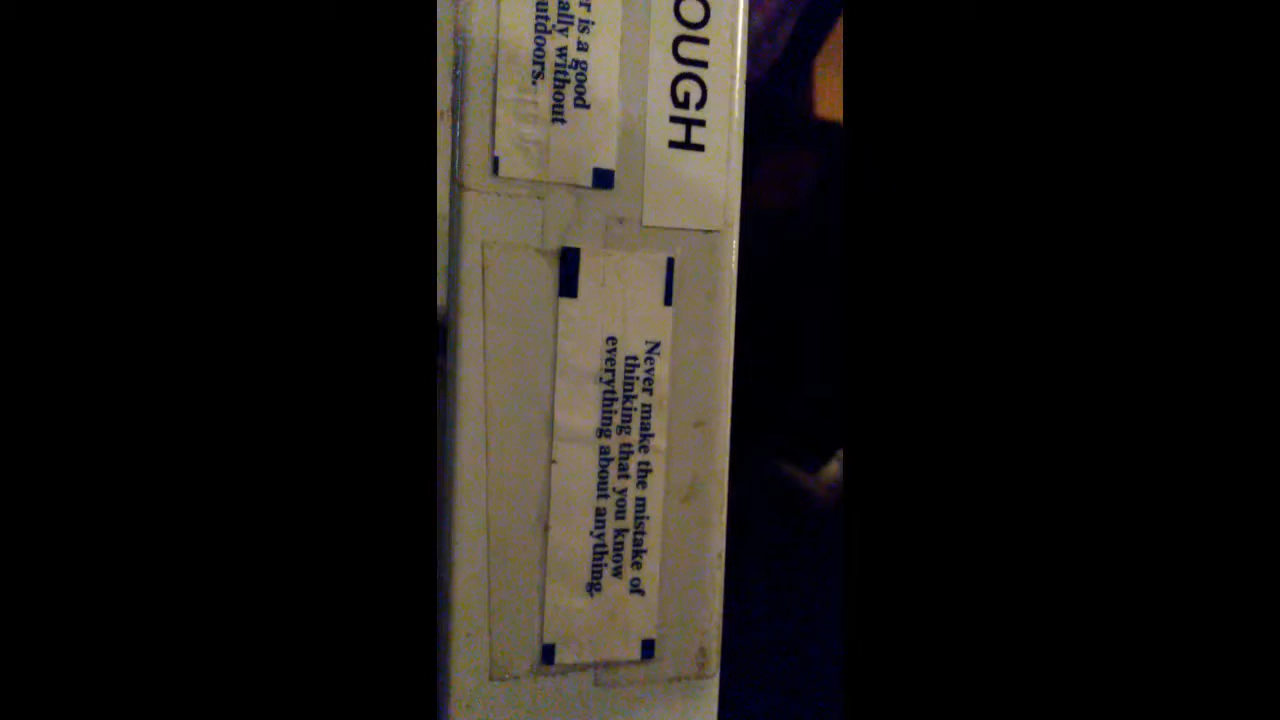 OUGH
r is a good
ally without
utdoors.
Never make the mistake of
thinking that you know
everything about anything.